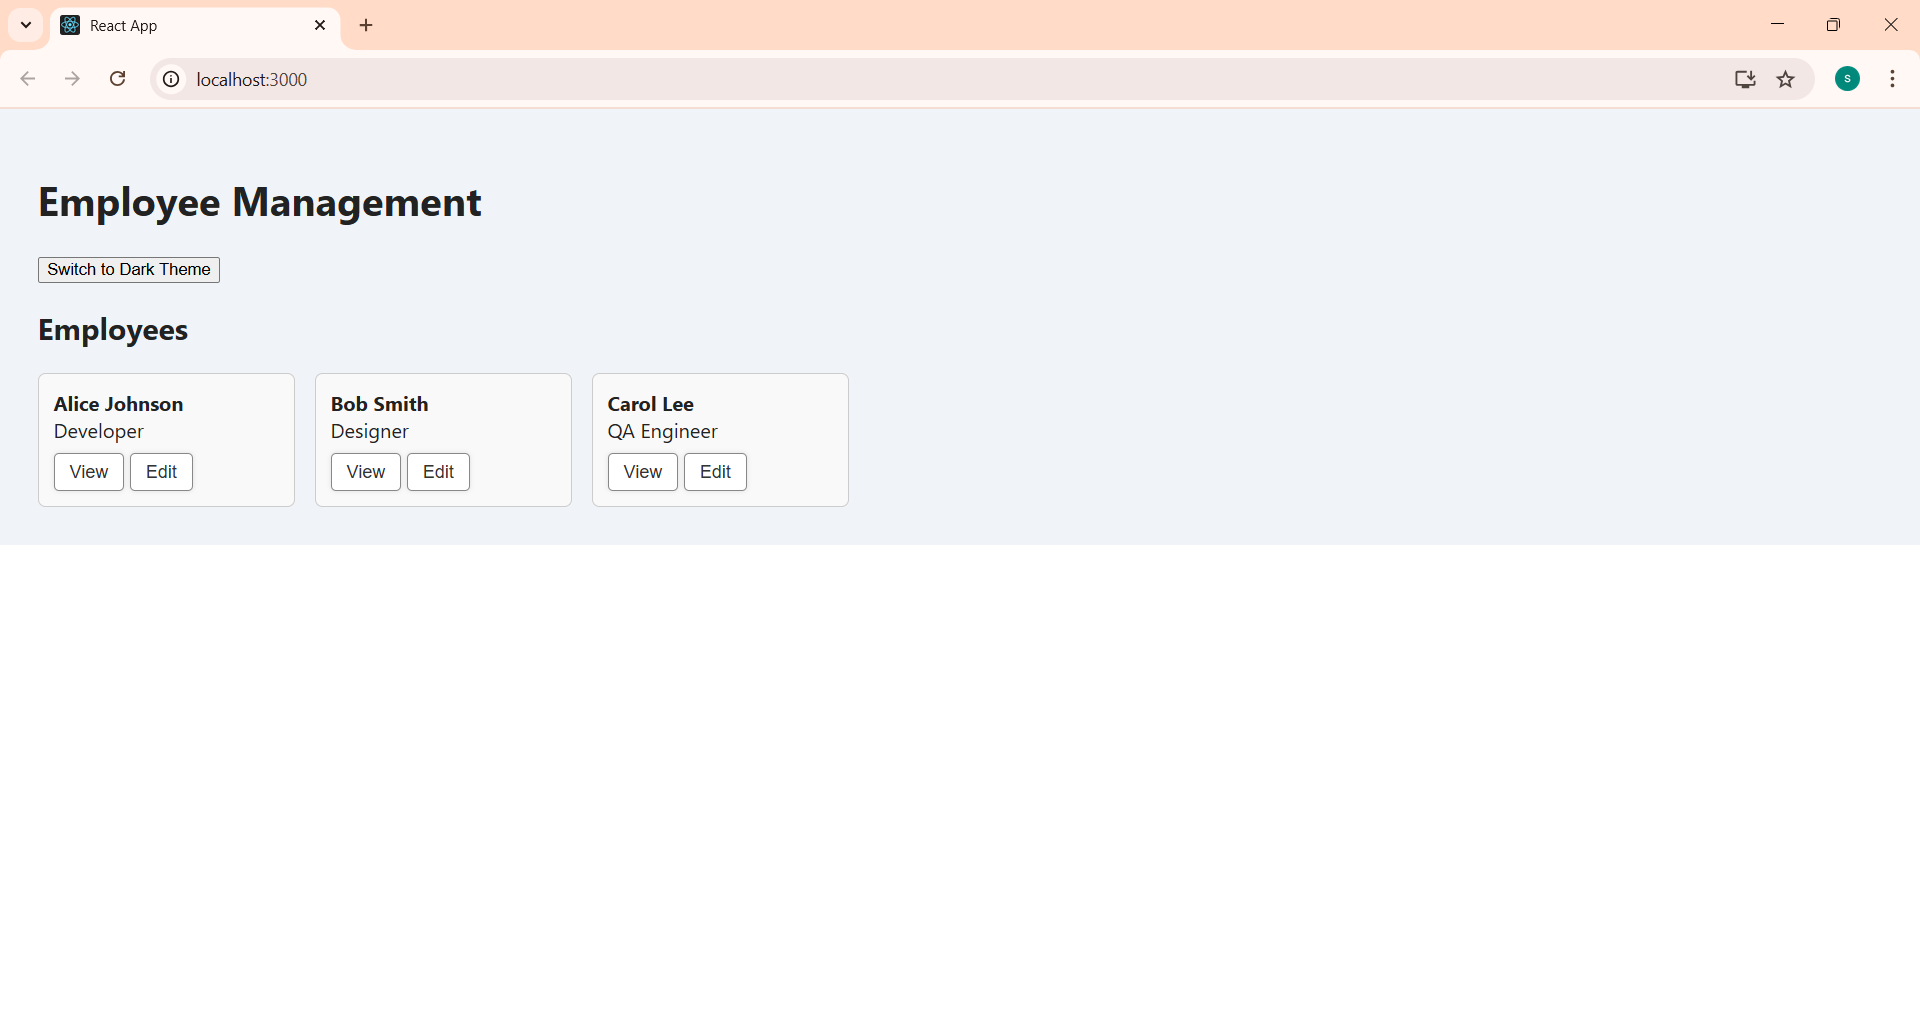 React App
localhost:3000
S
Employee Management
Switch to Dark Theme
Employees
Alice Johnson
Developer
View Edit
Bob Smith
Designer
View Edit
Carol Lee
QA Engineer
View Edit